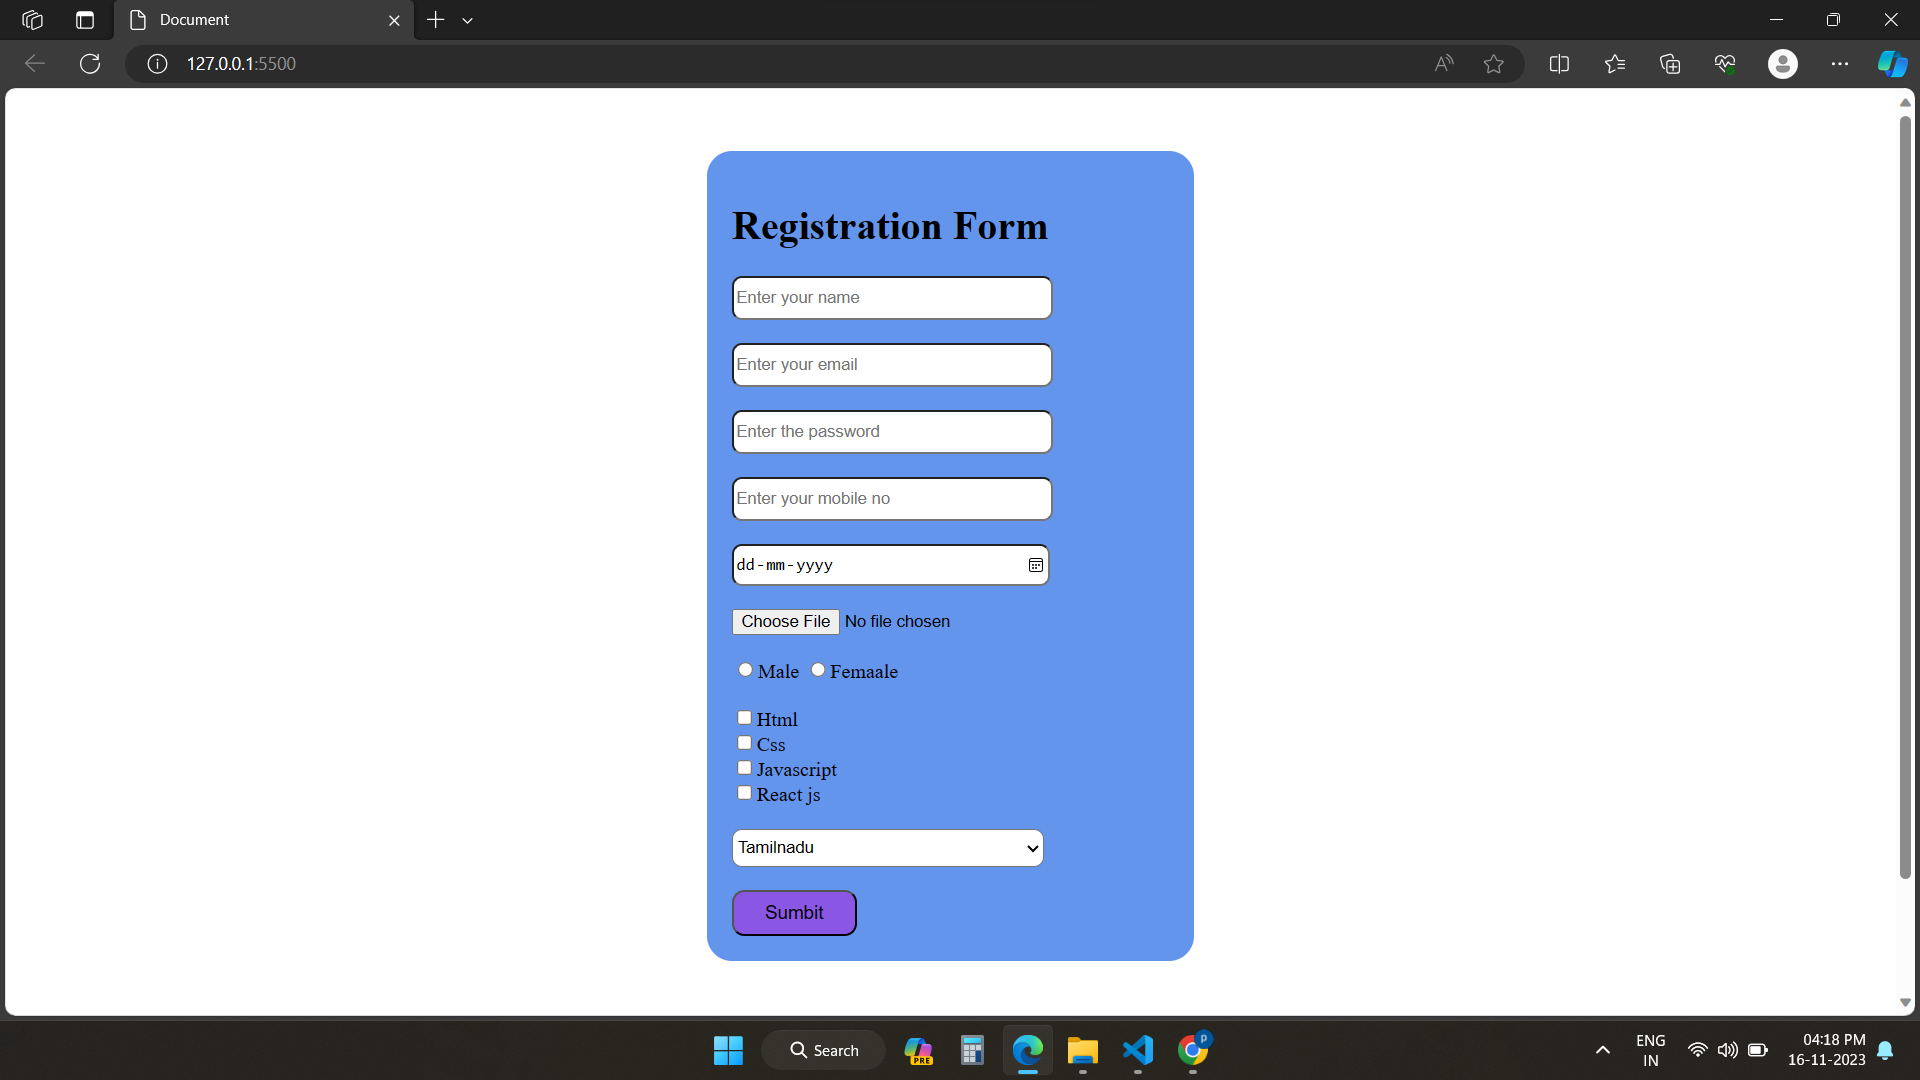 Document
127.0.0.1:5500
Registration Form
Enter your name
Enter your email
Enter the password
Enter your mobile no
dd-mm-yyyy
Choose File No file chosen
Male Femaale
Html
Css
Javascript
React js
Tamilnadu
Sumbit
Search
PRE
P
ENG
IN
04:18 PM
16-11-2023